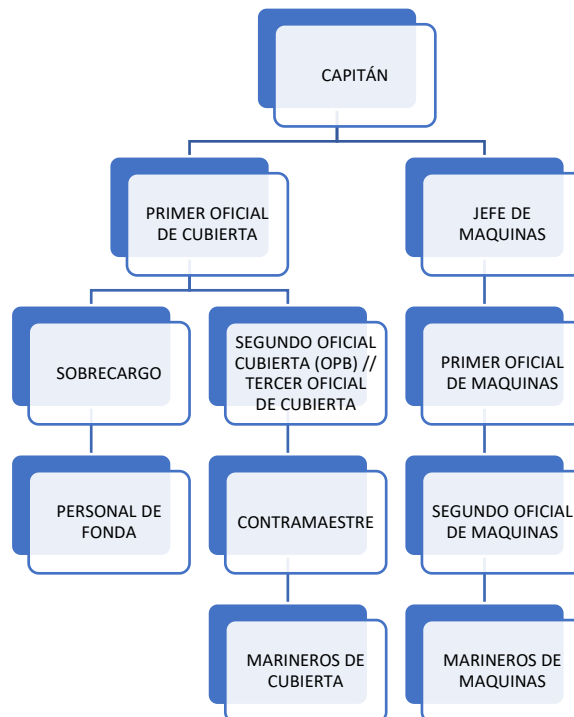 CAPITÁN
PRIMER OFICIAL
DE CUBIERTA
JEFE DE
MAQUINAS
SOBRECARGO
SEGUNDO OFICIAL
CUBIERTA (OPB) //
TERCER OFICIAL
DE CUBIERTA
PRIMER OFICIAL
DE MAQUINAS
PERSONAL DE
FONDA
CONTRAMAESTRE
SEGUNDO OFICIAL
DE MAQUINAS
MARINEROS DE
CUBIERTA
MARINEROS DE
MAQUINAS